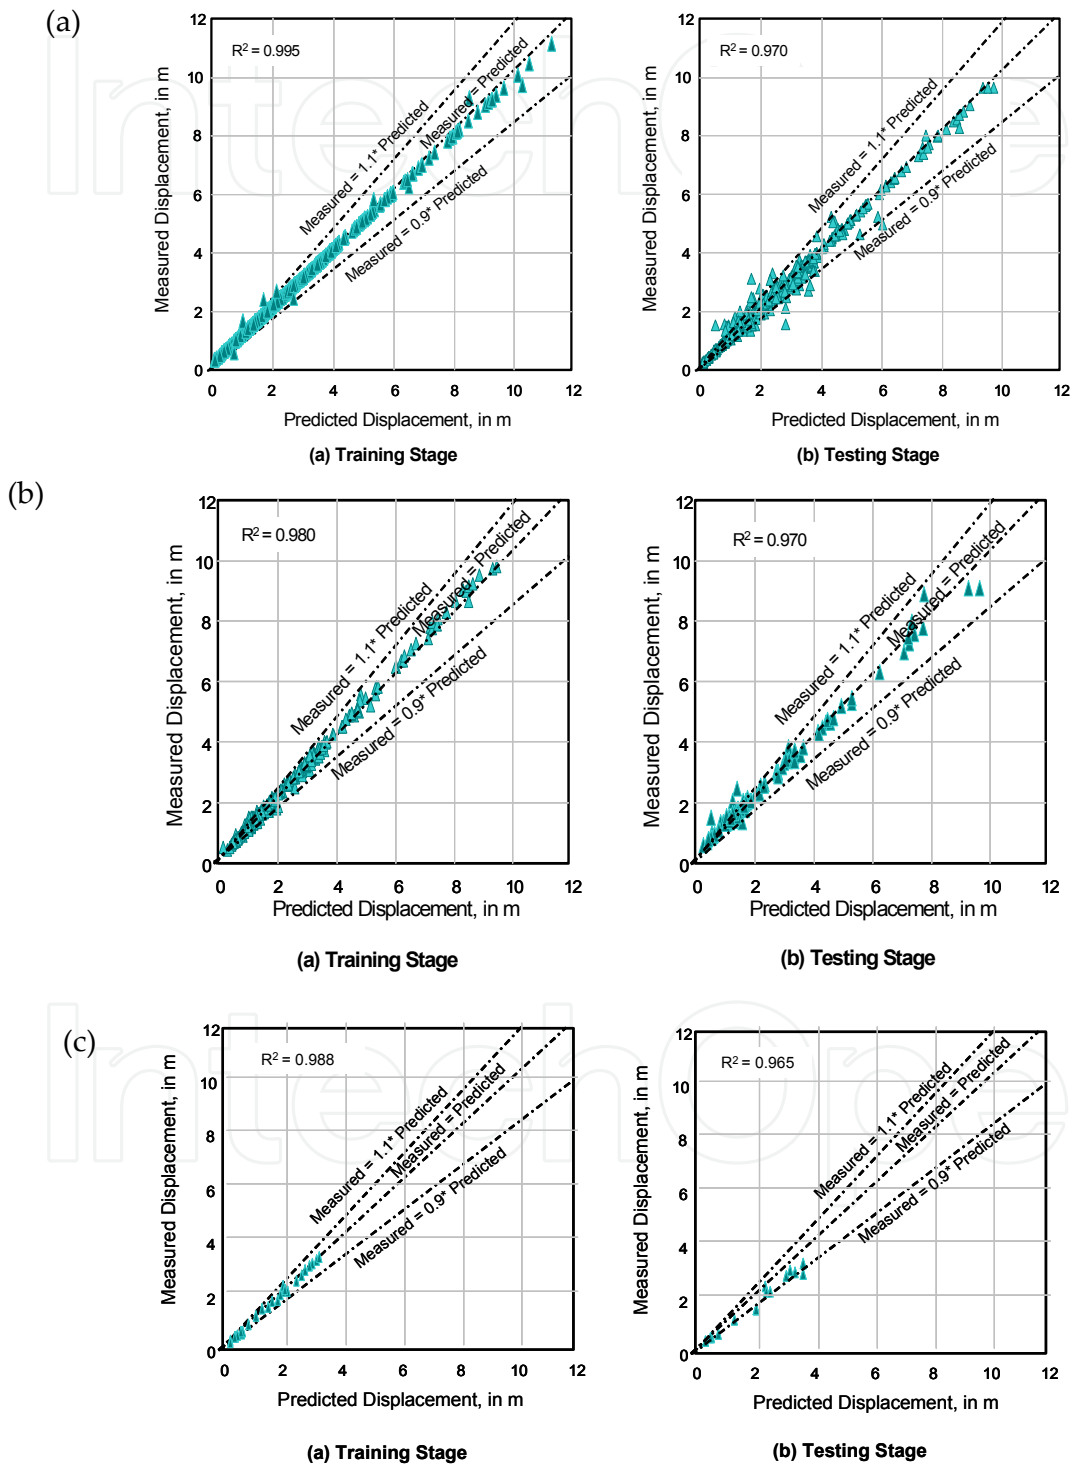 (a)
R² = 0.995
Measured = 1.1* Predicted
Measured = Predicted
Measured = 0.9* Predicted
Measured Displacement, in m
12
10
8
6
4
2
0
0 2 4 6 8 10 12
Predicted Displacement, in m
(a) Training Stage
R² = 0.970
Measured = 1.1* Predicted
Measured = 0.9* Predicted
Measured Displacement, in m
12
10
8
6
4
2
0
0 2 4 6 8 10 12
Predicted Displacement, in m
(b) Testing Stage
(b)
R² = 0.980
Measured = 1.1* Predicted
Measured = Predicted
Measured = 0.9* Predicted
Measured Displacement, in m
12
10
8
6
4
2
0
0 2 4 6 8 10 12
Predicted Displacement, in m
(a) Training Stage
R² = 0.970
Measured = 1.1* Predicted
Measured = Predicted
Measured = 0.9* Predicted
Measured Displacement, in m
12
10
8
6
4
2
0
0 2 4 6 8 10 12
Predicted Displacement, in m
(b) Testing Stage
(c)
R² = 0.988
Measured = 1.1* Predicted
Measured = Predicted
Measured = 0.9* Predicted
Measured Displacement, in m
12
10
8
6
4
2
0
0 2 4 6 8 10 12
Predicted Displacement, in m
(a) Training Stage
R² = 0.965
Measured = 1.1* Predicted
Measured = Predicted
Measured = 0.9* Predicted
Measured Displacement, in m
12
10
8
6
4
2
0
0 2 4 6 8 10 12
Predicted Displacement, in m
(b) Testing Stage